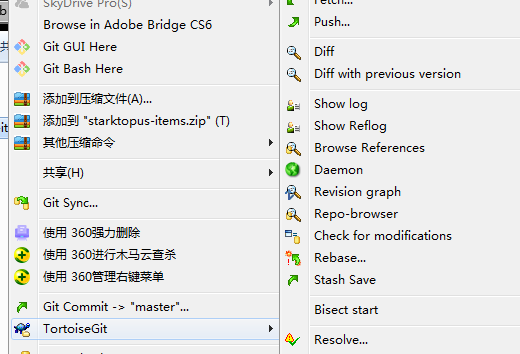 SkyDrive Pro(S)
Browse in Adobe Bridge CS6
Git GUI Here
Git Bash Here
添加到压缩文件(A)...
添加到 "starktopus-items.zip" (T)
其他压缩命令
共享(H)
Git Sync...
使用 360强力删除
使用 360进行木马云查杀
使用 360管理右键菜单
Git Commit -> "master"...
TortoiseGit
Fetch...
Push...
Diff
Diff with previous version
Show log
Show Reflog
Browse References
Daemon
Revision graph
Repo-browser
Check for modifications
Rebase...
Stash Save
Bisect start
Resolve...